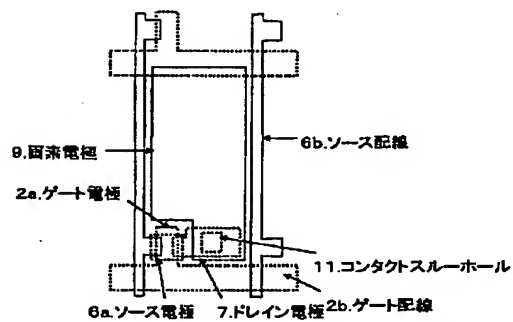 9.画素電極
6b.ソース配線
2a.ゲート電極
11.コンタクトスルーホール
6a.ソース電極
7.ドレイン電極
2b.ゲート配線